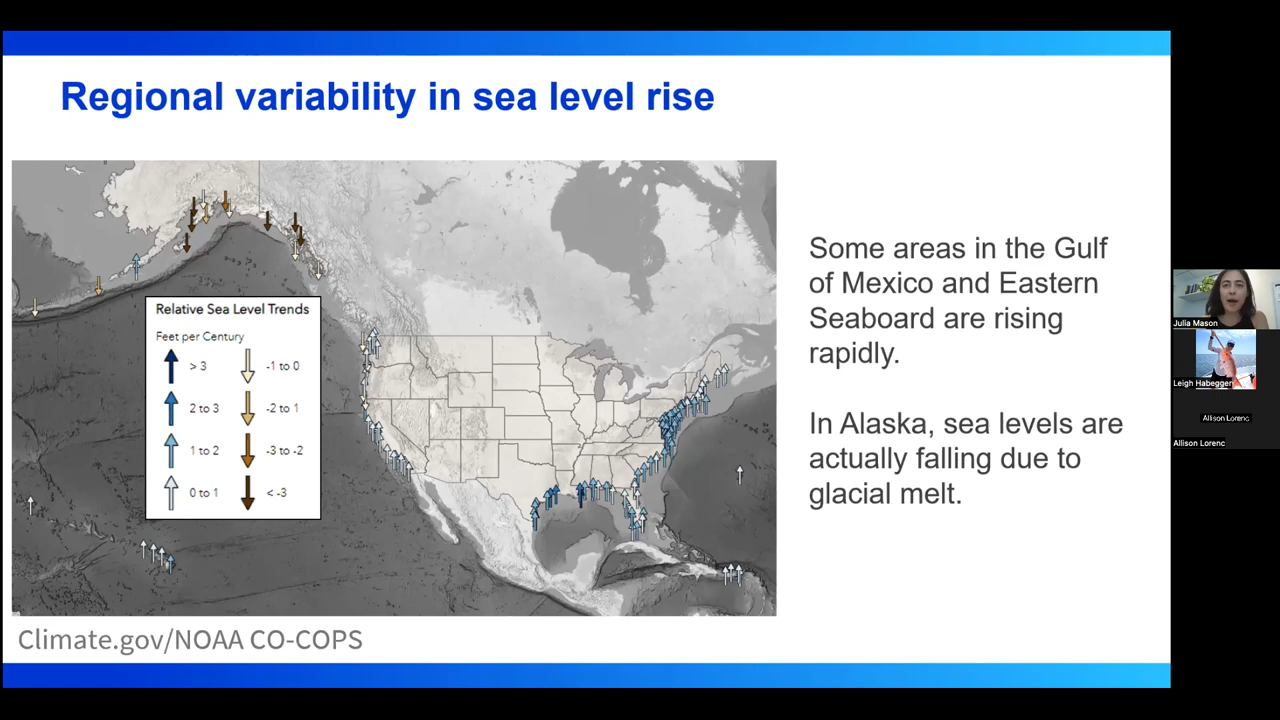 Regional variability in sea level rise
Relative Sea Level Trends
Feet per Century
> 3
-1 to 0
2 to 3
-2 to 1
1 to 2
-3 to -2
0 to 1
< -3
Some areas in the Gulf
of Mexico and Eastern
Seaboard are rising
rapidly.
In Alaska, sea levels are
actually falling due to
glacial melt.
Climate.gov/NOAA CO-COPS
Julia Mason
Leigh Habegger
Allison Lorenc
Allison Lorenc